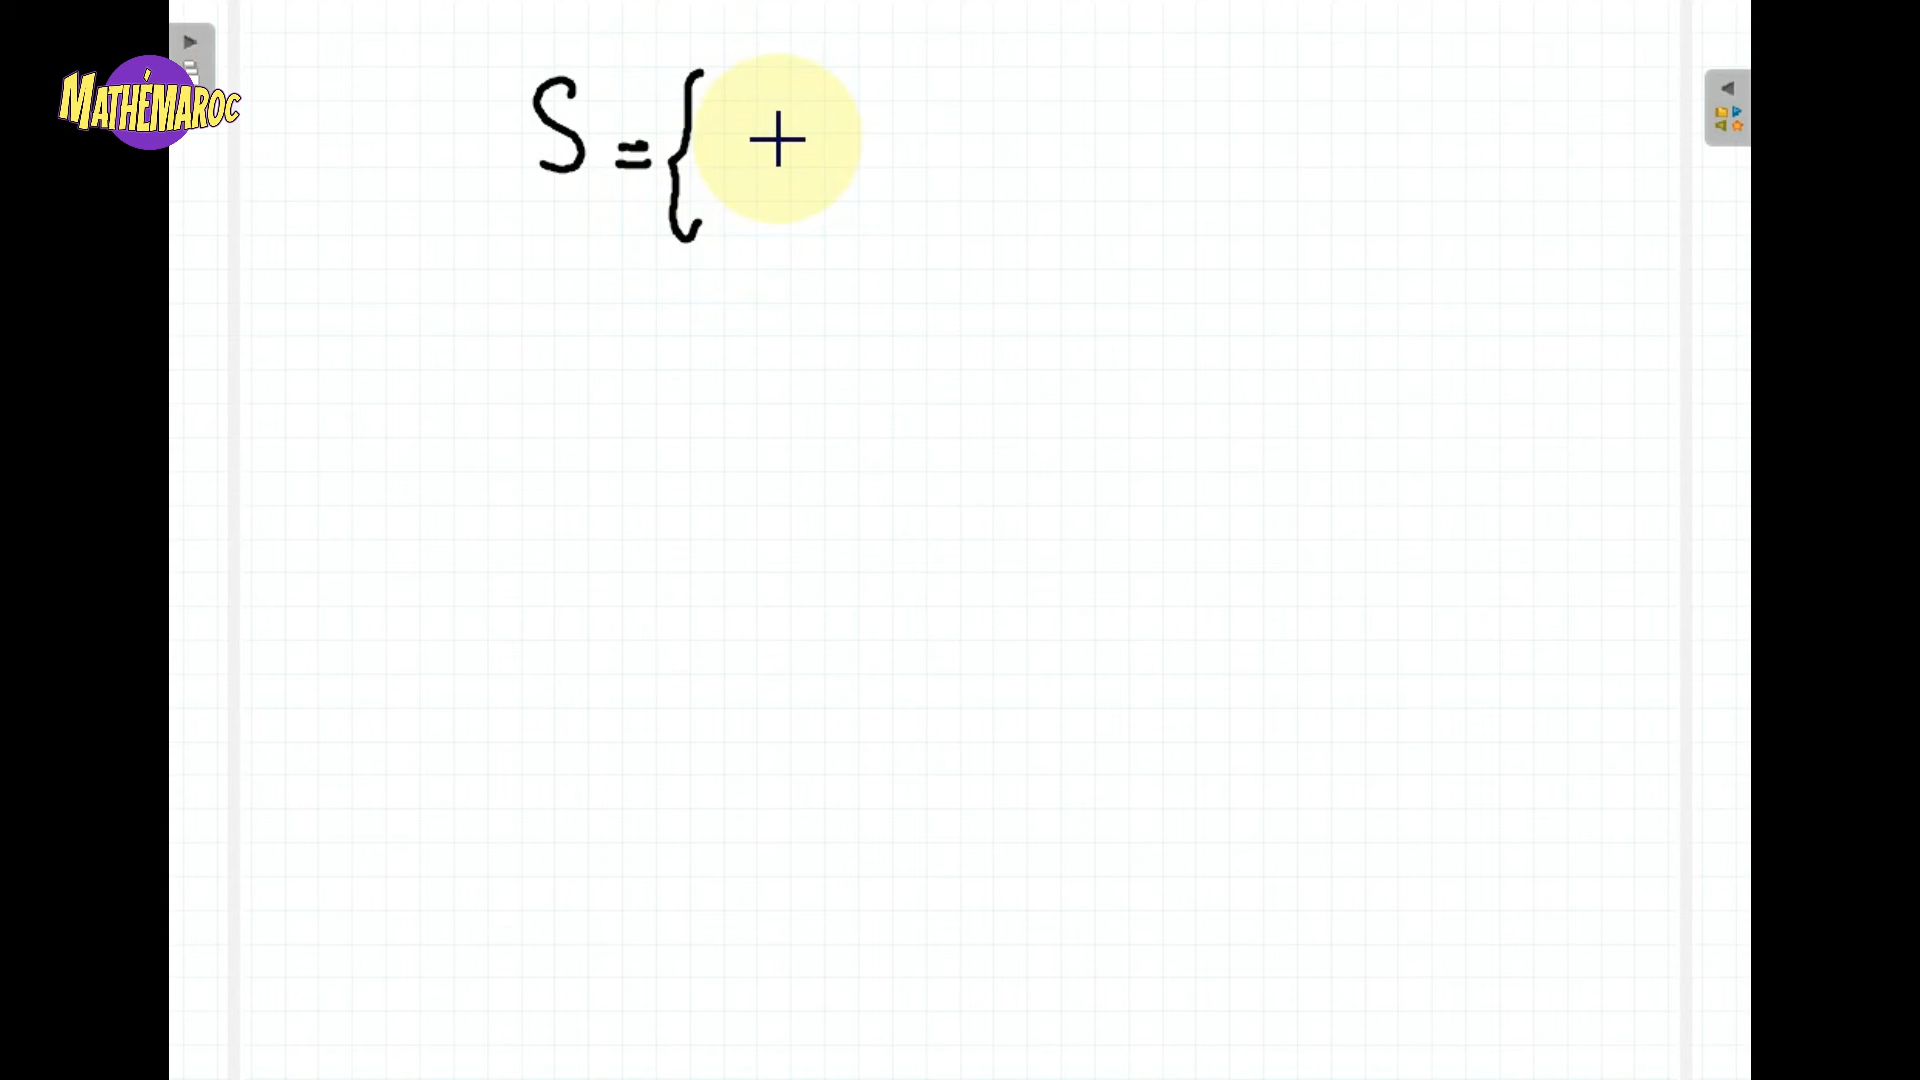 MATHÉMAROC
S = {